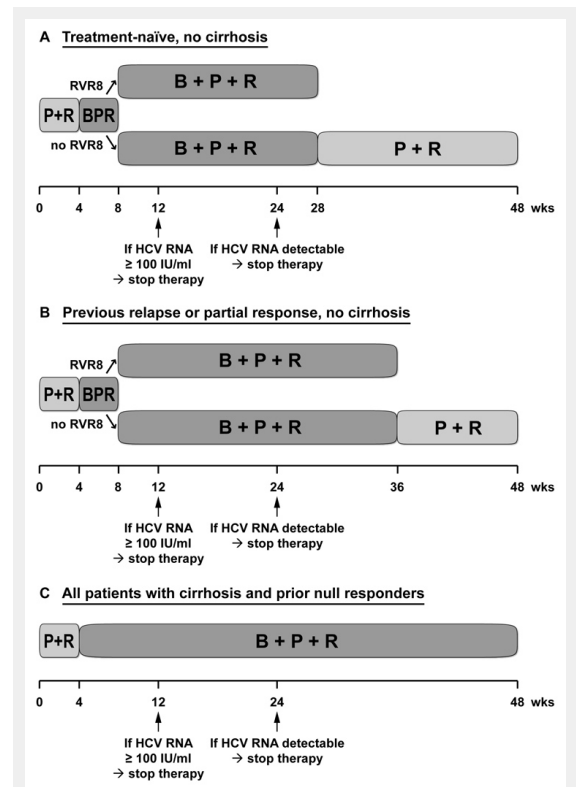 A Treatment-naïve, no cirrhosis
RVR8
B + P + R
P+R
BPR
no RVR8
B + P + R
P + R
0 4 8 12 24 28 48 wks
If HCV RNA
≥ 100 IU/ml
→ stop therapy
If HCV RNA detectable
→ stop therapy
B Previous relapse or partial response, no cirrhosis
RVR8
B + P + R
P+R
BPR
no RVR8
B + P + R
P + R
0 4 8 12 24 36 48 wks
If HCV RNA
≥ 100 IU/ml
→ stop therapy
If HCV RNA detectable
→ stop therapy
C All patients with cirrhosis and prior null responders
P+R
B + P + R
0 4 12 24 48 wks
If HCV RNA
≥ 100 IU/ml
→ stop therapy
If HCV RNA detectable
→ stop therapy